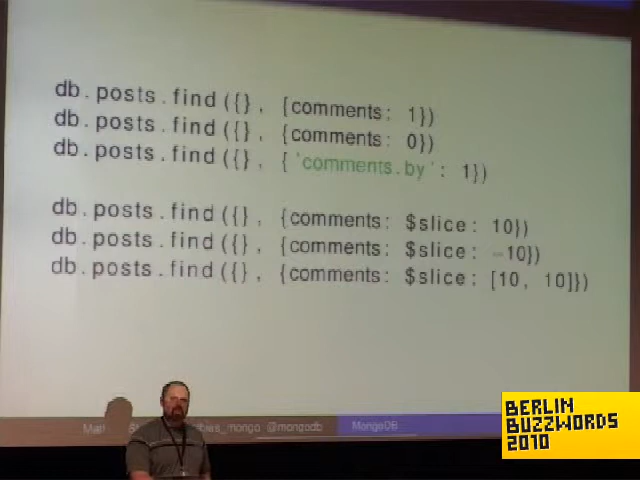 db.posts.find({}, {comments: 1})
db.posts.find({}, {comments: 0})
db.posts.find({}, { 'comments.by': 1})
db.posts.find({}, {comments: $slice: 10})
db.posts.find({}, {comments: $slice: -10})
db.posts.find({}, {comments: $slice: [10, 10]})
@mongodb MongoDB
BERLIN
BUZZWORDS
2010